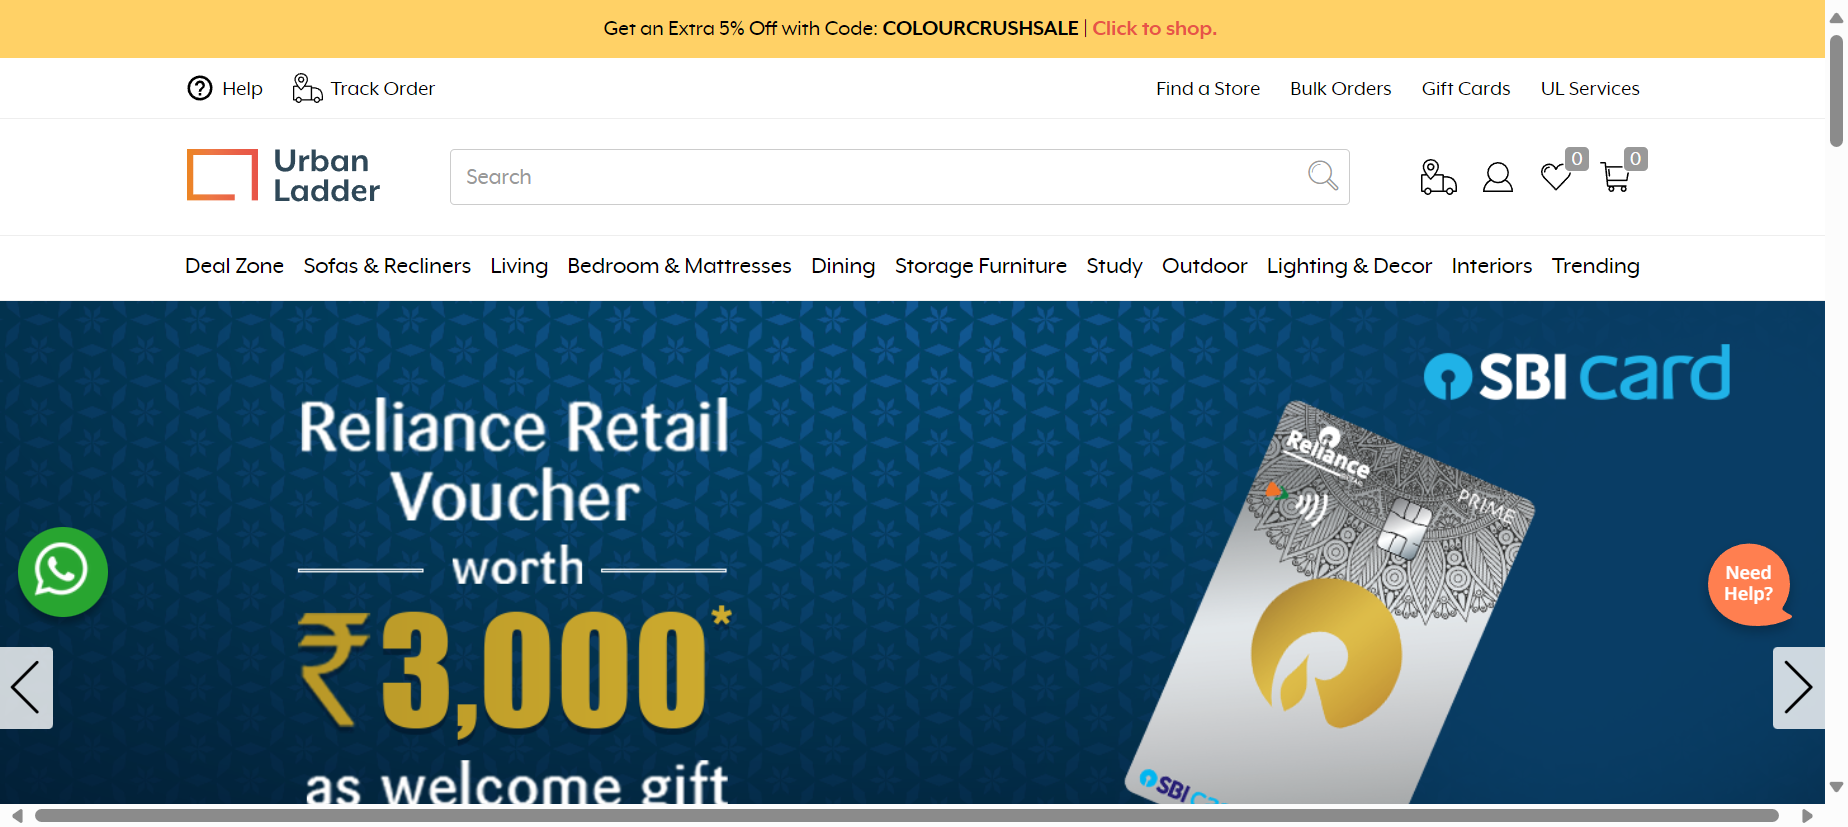 Get an Extra 5% Off with Code: COLOURCRUSHSALE | Click to shop.
Help Track Order Find a Store Bulk Orders Gift Cards UL Services
Urban
Ladder
Search
0 0
Deal Zone Sofas & Recliners Living Bedroom & Mattresses Dining Storage Furniture Study Outdoor Lighting & Decor Interiors Trending
SBI card
Reliance Retail
Voucher
worth
₹3,000*
as welcome gift
Reliance
PRIME
SBI card
Need
Help?